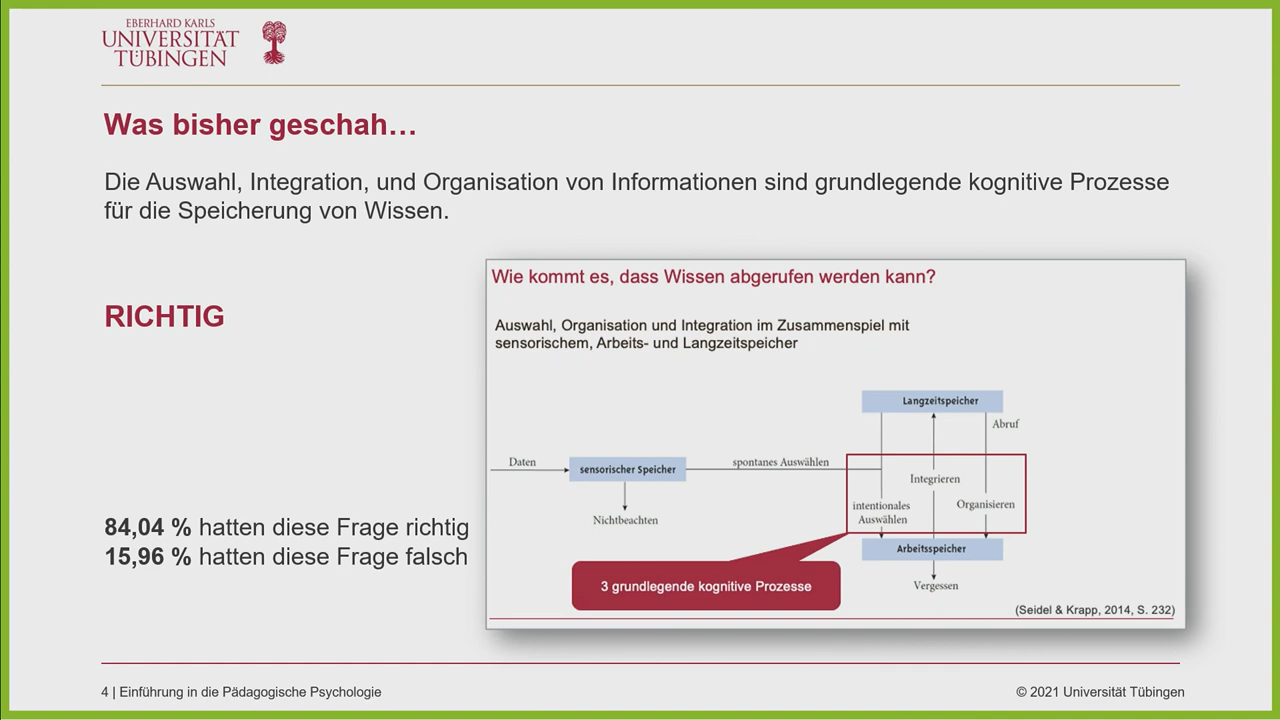 EBERHARD KARLS
UNIVERSITÄT
TÜBINGEN
Was bisher geschah…
Die Auswahl, Integration, und Organisation von Informationen sind grundlegende kognitive Prozesse
für die Speicherung von Wissen.
RICHTIG
84,04 % hatten diese Frage richtig
15,96 % hatten diese Frage falsch
Wie kommt es, dass Wissen abgerufen werden kann?
Auswahl, Organisation und Integration im Zusammenspiel mit
sensorischem, Arbeits- und Langzeitspeicher
Langzeitspeicher
Abruf
Daten
sensorischer Speicher
spontanes Auswählen
Integrieren
intentionales
Auswählen
Organisieren
Nichtbeachten
Arbeitsspeicher
3 grundlegende kognitive Prozesse
Vergessen
(Seidel & Krapp, 2014, S. 232)
4 | Einführung in die Pädagogische Psychologie
© 2021 Universität Tübingen